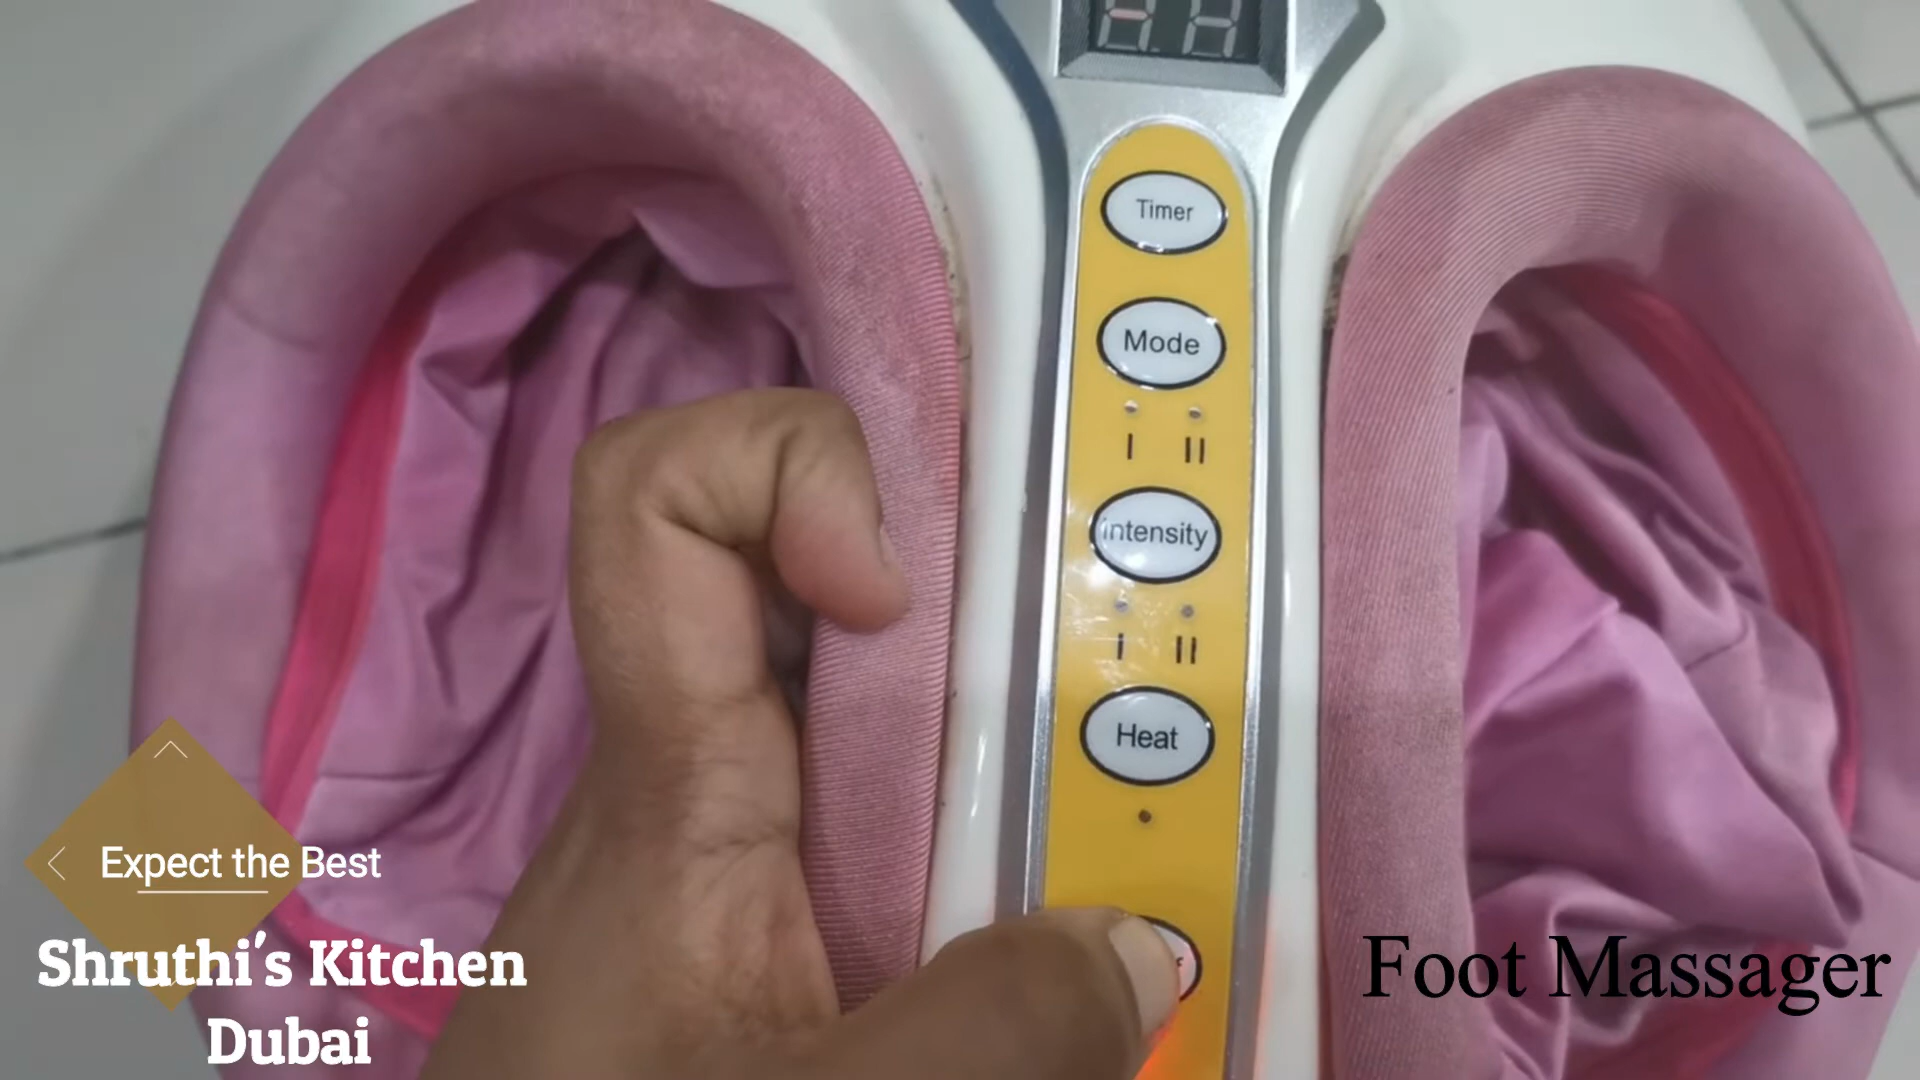 Timer
Mode
I II
Intensity
I II
Heat
Expect the Best
Shruthi's Kitchen
Dubai
Foot Massager